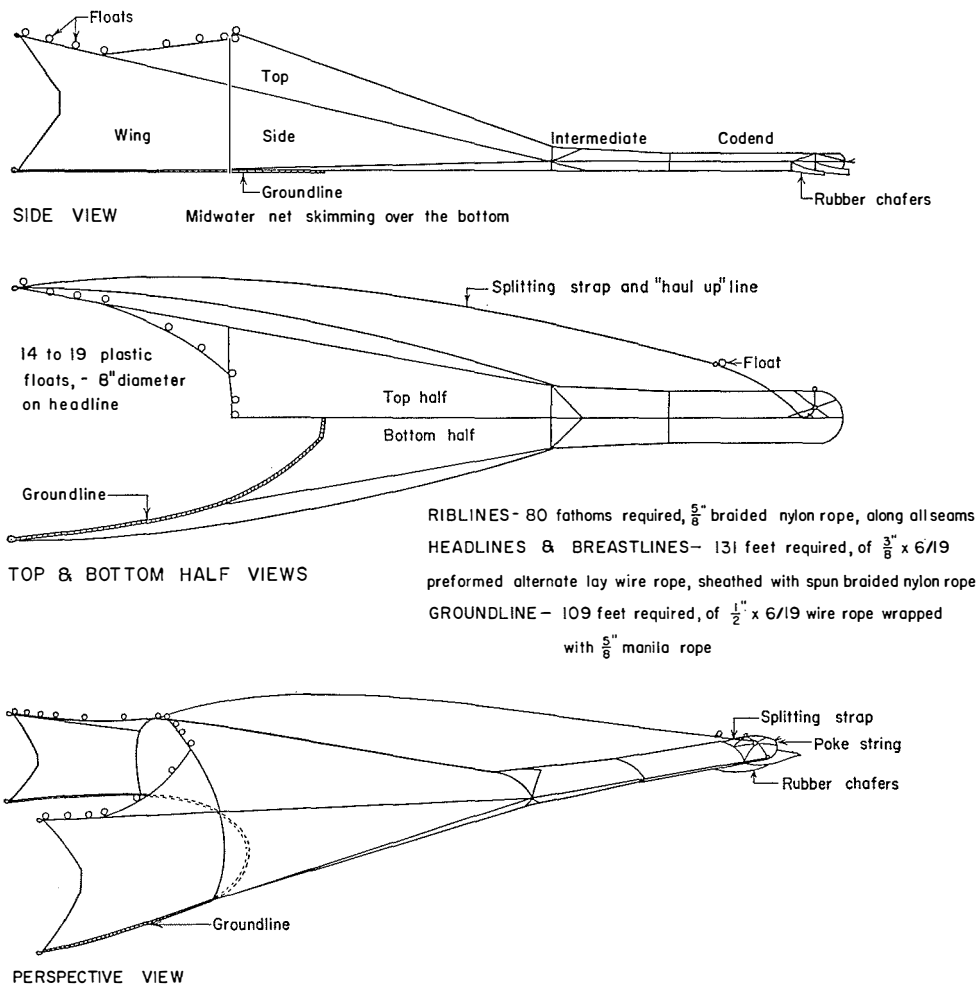 Floats
Top
Wing
Side
Intermediate
Codend
Groundline
Rubber chafers
SIDE VIEW
Midwater net skimming over the bottom
Splitting strap and "haul up" line
14 to 19 plastic
floats, - 8" diameter
on headline
Float
Top half
Bottom half
Groundline
TOP & BOTTOM HALF VIEWS
RIBLINES- 80 fathoms required, 5/8" braided nylon rope, along all seams
HEADLINES & BREASTLINES- 131 feet required, of 3/8" x 6/19
preformed alternate lay wire rope, sheathed with spun braided nylon rope
GROUNDLINE- 109 feet required, of 1/2" x 6/19 wire rope wrapped
with 5/8" manila rope
Splitting strap
Poke string
Rubber chafers
Groundline
PERSPECTIVE VIEW